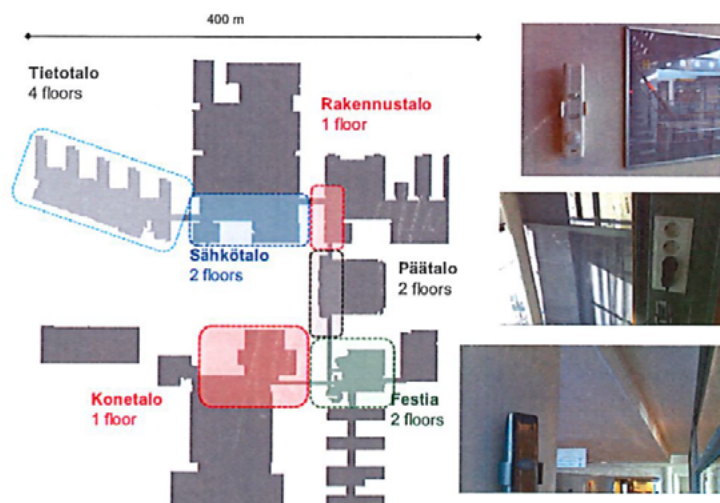 400 m
Tietotalo
4 floors
Rakennustalo
1 floor
Sähkötalo
2 floors
Päätalo
2 floors
Konetalo
1 floor
Festia
2 floors